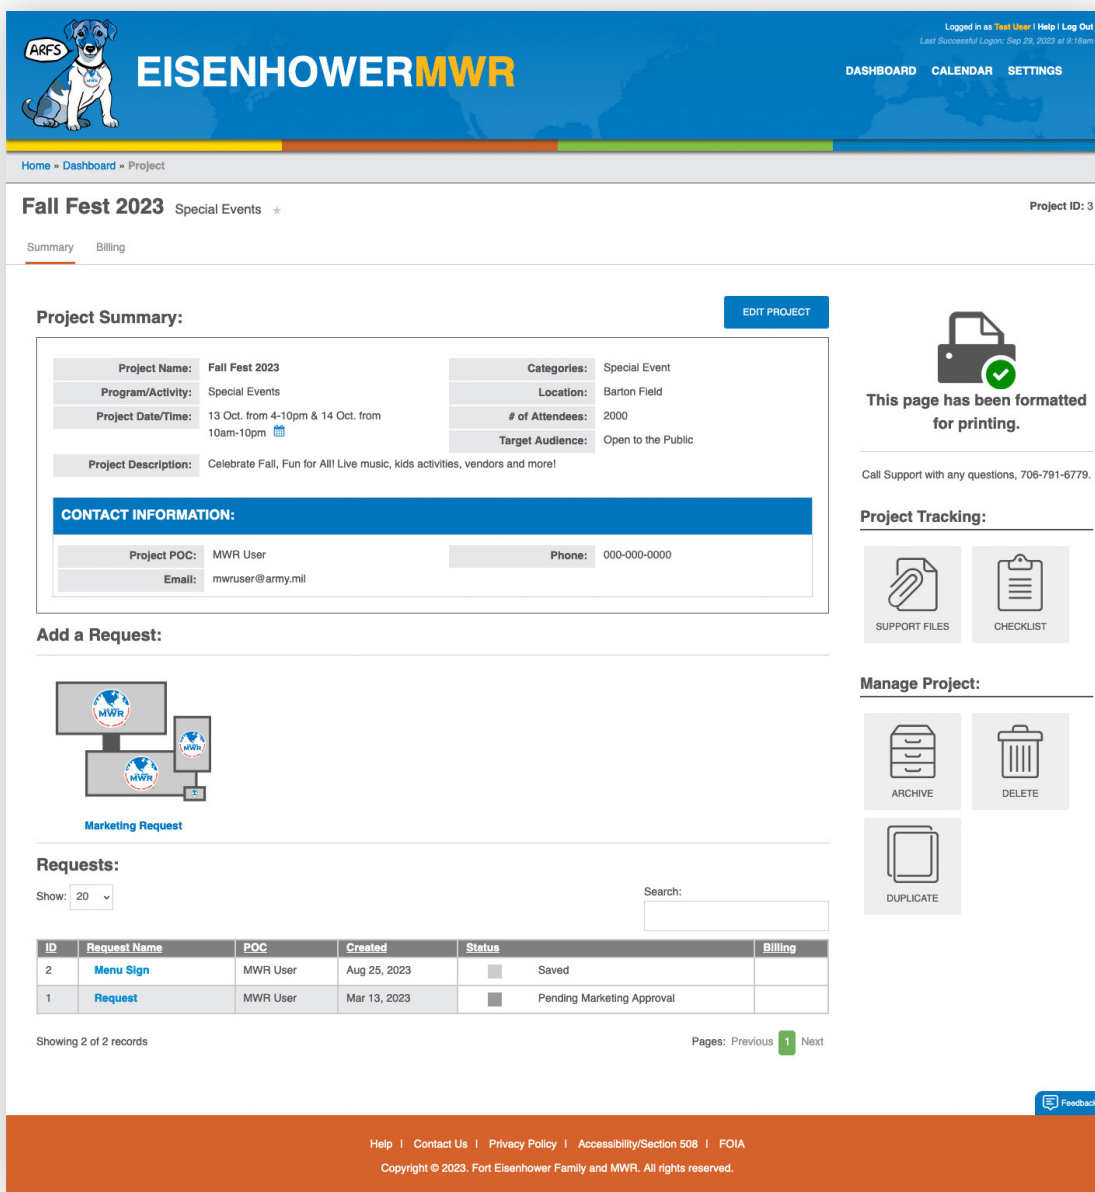 Logged in as Test User | Help | Log Out
Last Successful Logon: Sep 29, 2023 at 9:18am
ARFS
EISENHOWERMWR
DASHBOARD CALENDAR SETTINGS
Home » Dashboard » Project
Fall Fest 2023 Special Events
Project ID: 3
Summary Billing
Project Summary:
EDIT PROJECT
Project Name: Fall Fest 2023
Categories: Special Event
Program/Activity: Special Events
Location: Barton Field
Project Date/Time: 13 Oct. from 4-10pm & 14 Oct. from
10am-10pm
# of Attendees: 2000
Target Audience: Open to the Public
Project Description: Celebrate Fall, Fun for All! Live music, kids activities, vendors and more!
CONTACT INFORMATION:
Project POC: MWR User
Phone: 000-000-0000
Email: mwruser@army.mil
This page has been formatted
for printing.
Call Support with any questions, 706-791-6779.
Project Tracking:
SUPPORT FILES CHECKLIST
Manage Project:
ARCHIVE DELETE
DUPLICATE
Add a Request:
MWR
MWR
MWR
Marketing Request
Requests:
Show: 20
Search:
ID Request Name POC Created Status Billing
2 Menu Sign MWR User Aug 25, 2023 Saved
1 Request MWR User Mar 13, 2023 Pending Marketing Approval
Showing 2 of 2 records
Pages: Previous 1 Next
Feedback
Help | Contact Us | Privacy Policy | Accessibility/Section 508 | FOIA
Copyright © 2023. Fort Eisenhower Family and MWR. All rights reserved.